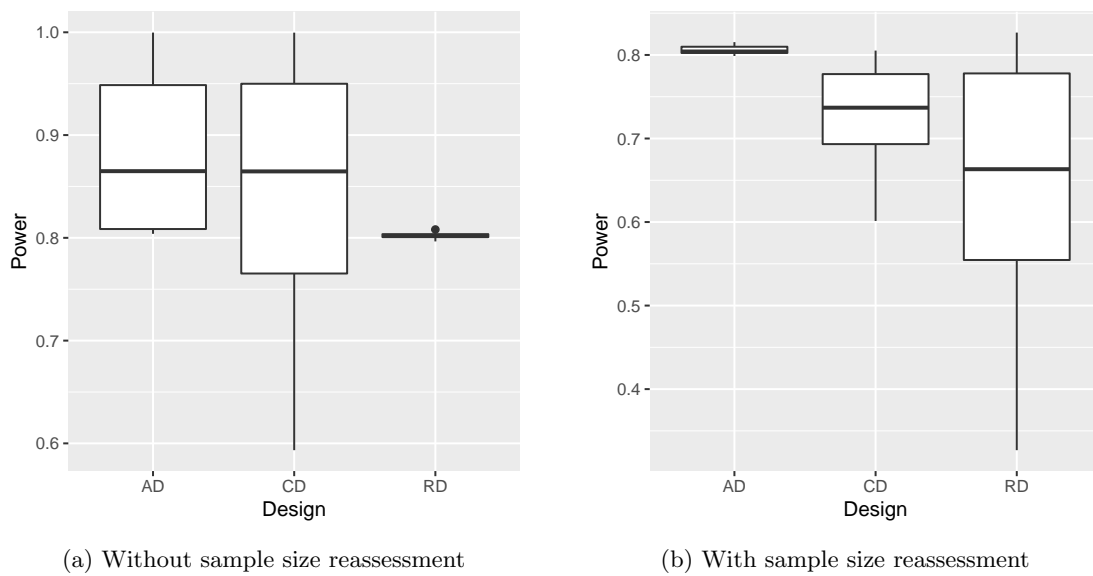 1.0
0.9
0.8
0.7
0.6
Power
AD CD RD
Design
(a) Without sample size reassessment
0.8
0.7
0.6
0.5
0.4
Power
AD CD RD
Design
(b) With sample size reassessment